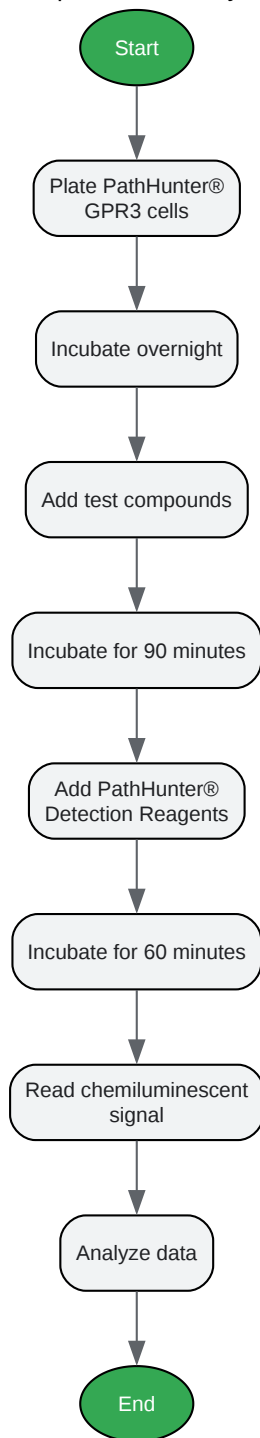 Start
Plate PathHunter®
GPR3 cells
Incubate overnight
Add test compounds
Incubate for 90 minutes
Add PathHunter®
Detection Reagents
Incubate for 60 minutes
Read chemiluminescent
signal
Analyze data
End